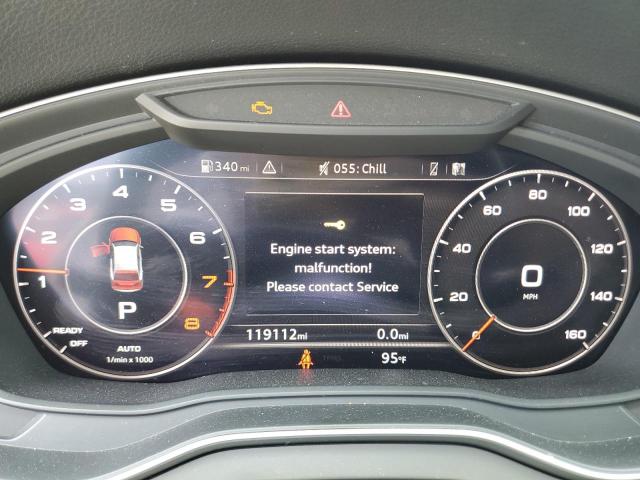 340 mi
055: Chill
Engine start system:
malfunction!
Please contact Service
1
2
3
4
5
6
7
8
P
READY
OFF
AUTO
1/min x 1000
0
20
40
60
80
100
120
140
160
0
MPH
119112mi
0.0mi
95°F